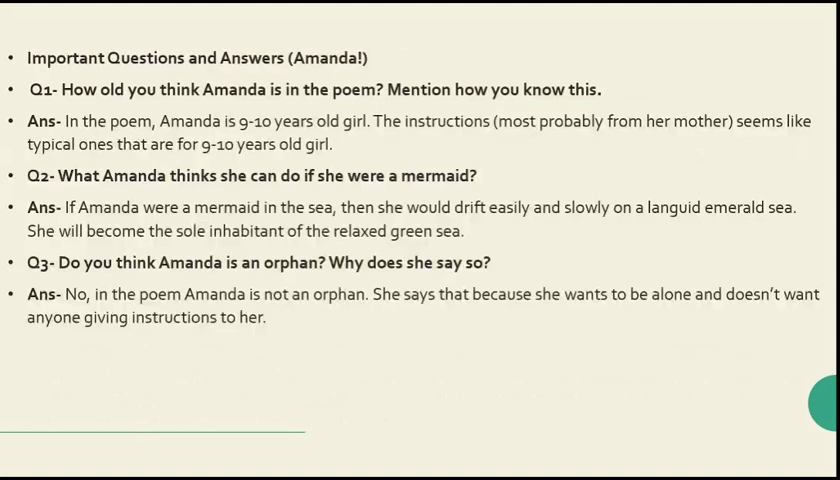 • Important Questions and Answers (Amanda!)
• Q1- How old you think Amanda is in the poem? Mention how you know this.
• Ans- In the poem, Amanda is 9-10 years old girl. The instructions (most probably from her mother) seems like
typical ones that are for 9-10 years old girl.
• Q2- What Amanda thinks she can do if she were a mermaid?
• Ans- If Amanda were a mermaid in the sea, then she would drift easily and slowly on a languid emerald sea.
She will become the sole inhabitant of the relaxed green sea.
• Q3- Do you think Amanda is an orphan? Why does she say so?
• Ans- No, in the poem Amanda is not an orphan. She says that because she wants to be alone and doesn't want
anyone giving instructions to her.